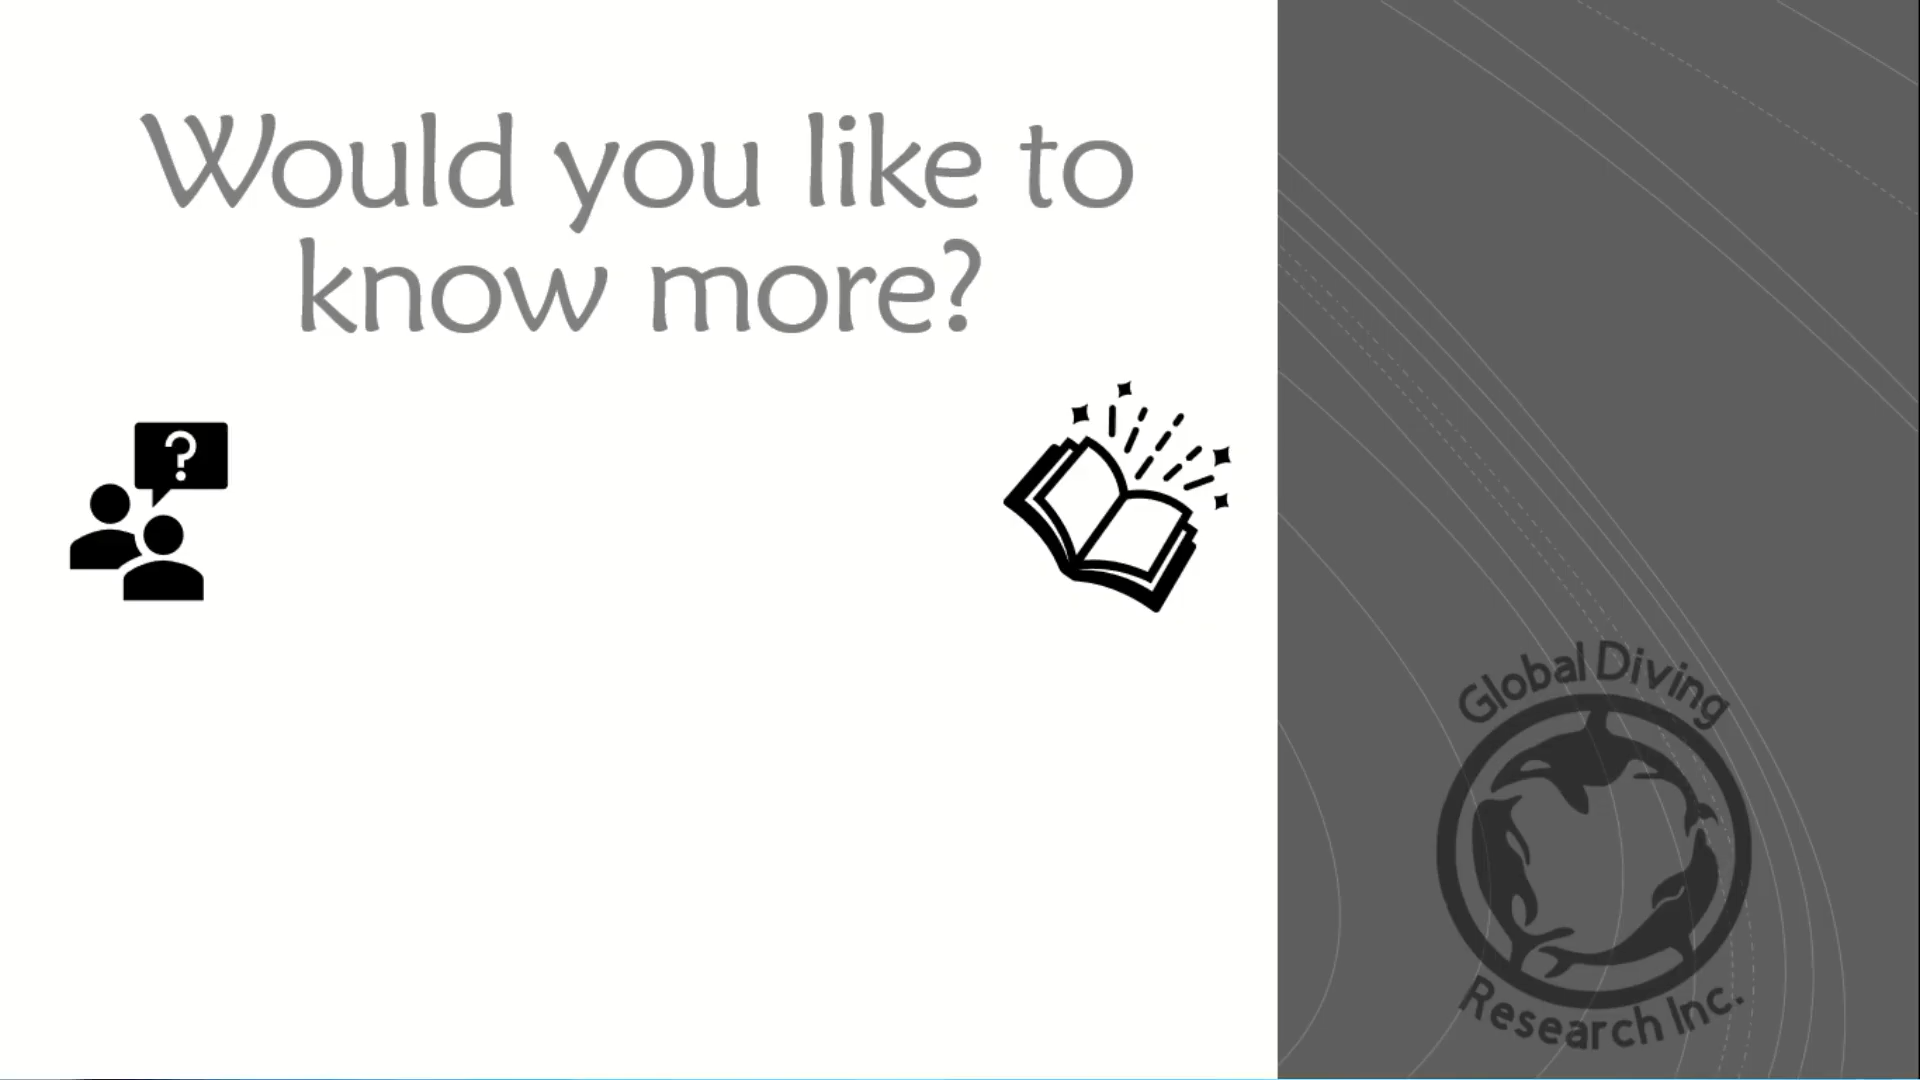 Would you like to
know more?
?
Global Diving
Research Inc.